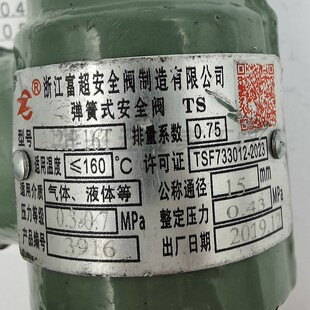 0.4
浙江富超安全阀制造有限公司
弹簧式安全阀 TS
型号 排量系数 0.75
适用温度 ≤160 ℃ 许可证 TSF733012-2023
适用介质 气体、液体等 公称通径 15 mm
压力等级 0.3-0.7 MPa 整定压力 0.43 MPa
产品编号 3916 出厂日期 2019.12